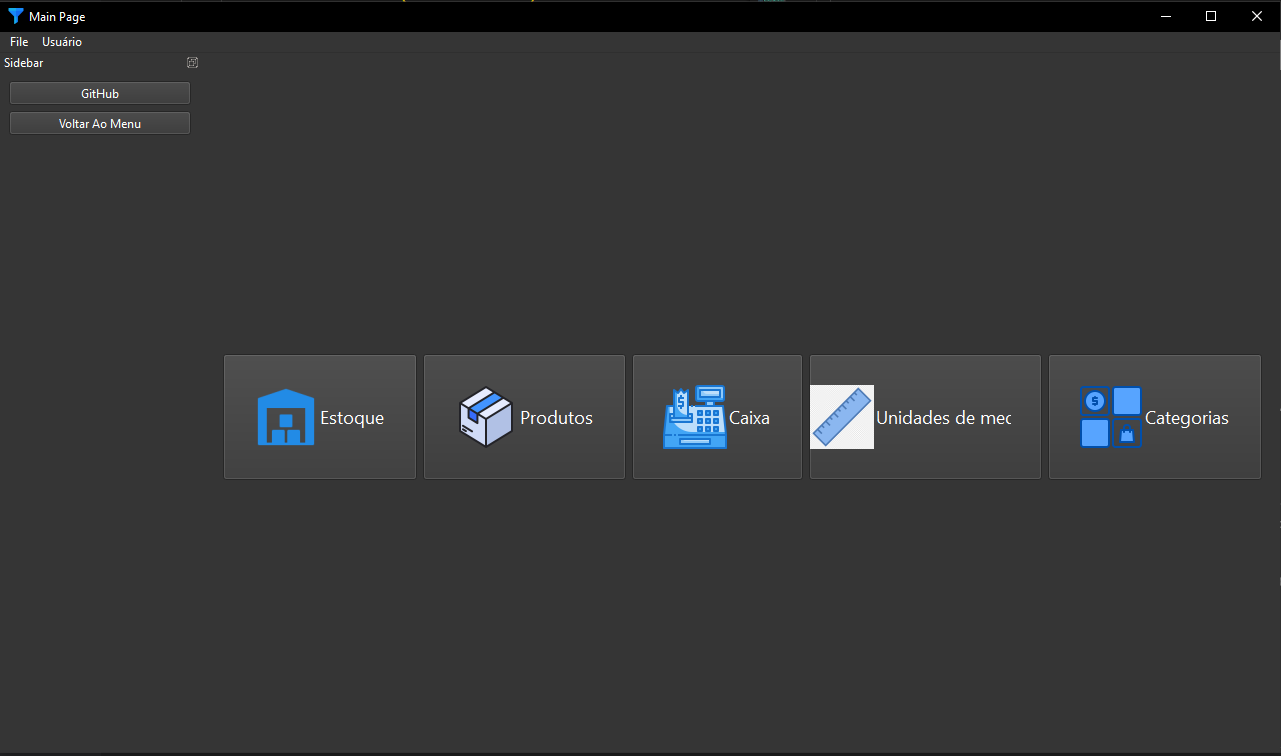 Main Page
File Usuário
Sidebar
GitHub
Voltar Ao Menu
Estoque
Produtos
Caixa
Unidades de mec
Categorias